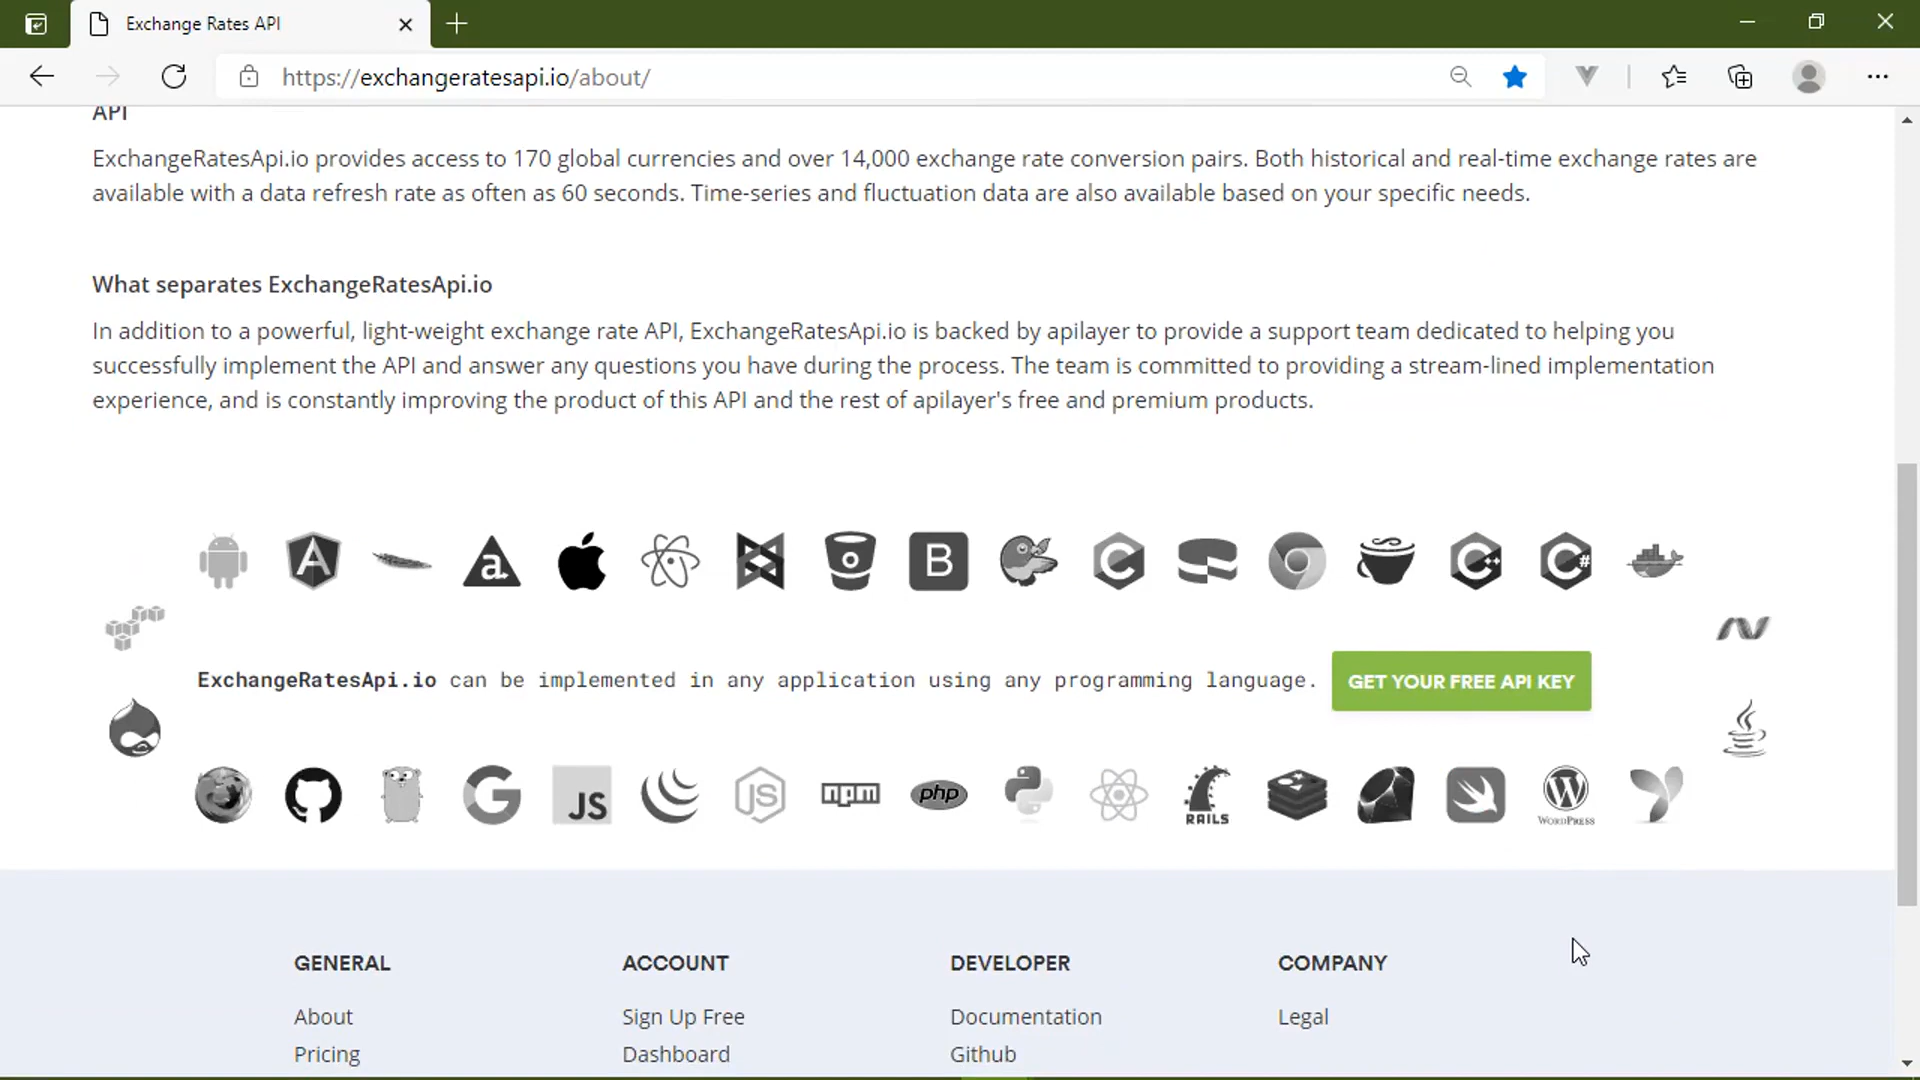 Exchange Rates API
https://exchangeratesapi.io/about/
API
ExchangeRatesApi.io provides access to 170 global currencies and over 14,000 exchange rate conversion pairs. Both historical and real-time exchange rates are
available with a data refresh rate as often as 60 seconds. Time-series and fluctuation data are also available based on your specific needs.
What separates ExchangeRatesApi.io
In addition to a powerful, light-weight exchange rate API, ExchangeRatesApi.io is backed by apilayer to provide a support team dedicated to helping you
successfully implement the API and answer any questions you have during the process. The team is committed to providing a stream-lined implementation
experience, and is constantly improving the product of this API and the rest of apilayer's free and premium products.
A a B C C++ C#
ExchangeRatesApi.io can be implemented in any application using any programming language. GET YOUR FREE API KEY
G JS JS npm php RAILS WORDPRESS
GENERAL ACCOUNT DEVELOPER COMPANY
About Sign Up Free Documentation Legal
Pricing Dashboard Github